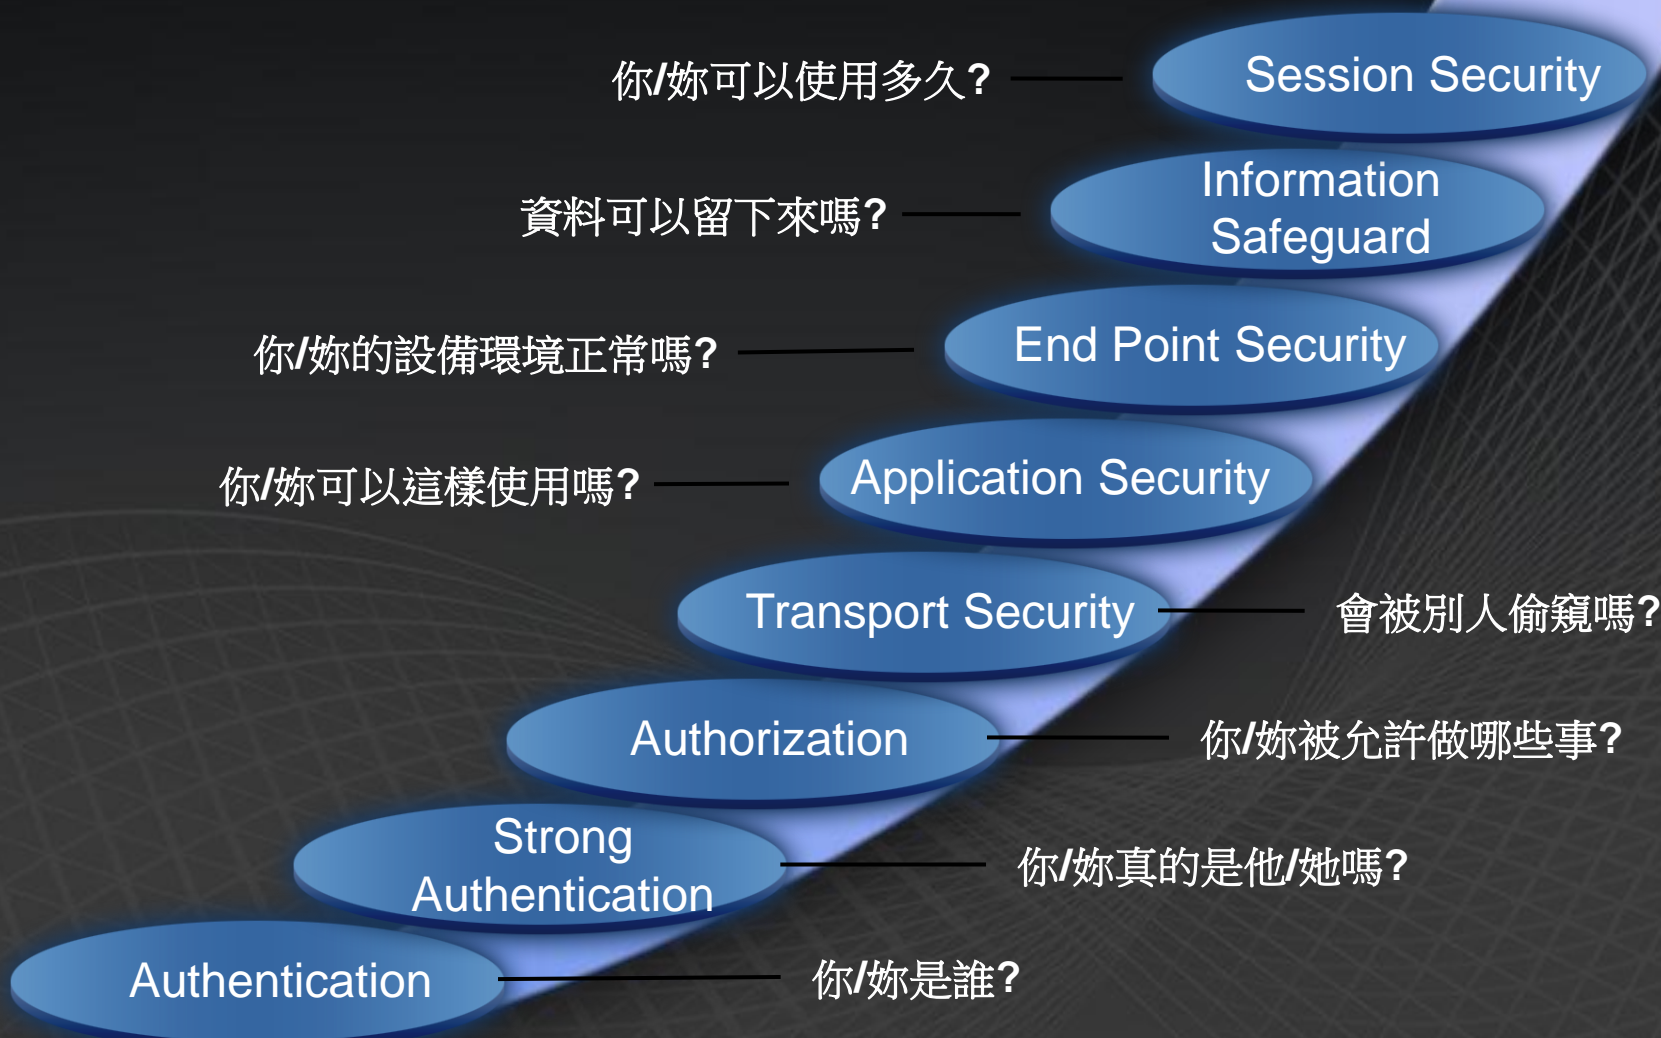 你/妳可以使用多久?
Session Security
資料可以留下來嗎?
Information
Safeguard
你/妳的設備環境正常嗎?
End Point Security
你/妳可以這樣使用嗎?
Application Security
Transport Security
會被別人偷窺嗎?
Authorization
你/妳被允許做哪些事?
Strong
Authentication
你/妳真的是他/她嗎?
Authentication
你/妳是誰?